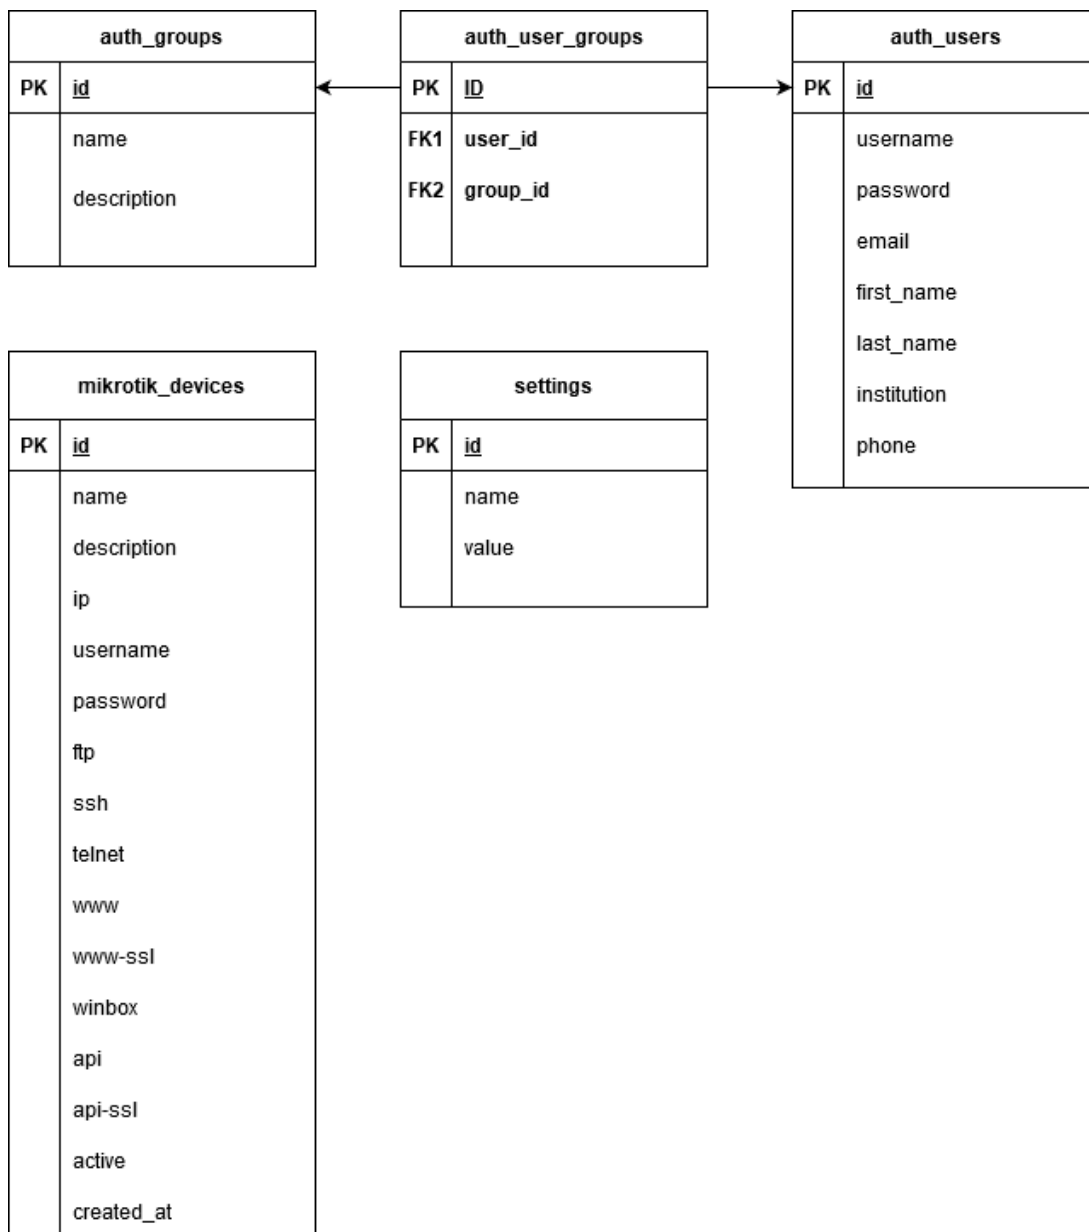 auth_groups
PK id
name
description
auth_user_groups
PK ID
FK1 user_id
FK2 group_id
auth_users
PK id
username
password
email
first_name
last_name
institution
phone
mikrotik_devices
PK id
name
description
ip
username
password
ftp
ssh
telnet
www
www-ssl
winbox
api
api-ssl
active
created_at
settings
PK id
name
value